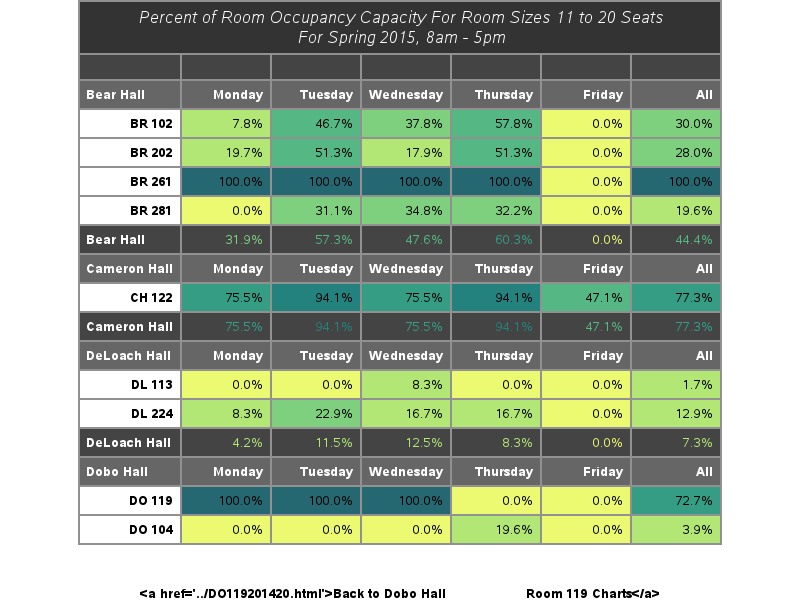 Percent of Room Occupancy Capacity For Room Sizes 11 to 20 Seats
For Spring 2015, 8am - 5pm
Bear Hall Monday Tuesday Wednesday Thursday Friday All
BR 102 7.8% 46.7% 37.8% 57.8% 0.0% 30.0%
BR 202 19.7% 51.3% 17.9% 51.3% 0.0% 28.0%
BR 261 100.0% 100.0% 100.0% 100.0% 0.0% 100.0%
BR 281 0.0% 31.1% 34.8% 32.2% 0.0% 19.6%
Bear Hall 31.9% 57.3% 47.6% 60.3% 0.0% 44.4%
Cameron Hall Monday Tuesday Wednesday Thursday Friday All
CH 122 75.5% 94.1% 75.5% 94.1% 47.1% 77.3%
Cameron Hall 75.5% 94.1% 75.5% 94.1% 47.1% 77.3%
DeLoach Hall Monday Tuesday Wednesday Thursday Friday All
DL 113 0.0% 0.0% 8.3% 0.0% 0.0% 1.7%
DL 224 8.3% 22.9% 16.7% 16.7% 0.0% 12.9%
DeLoach Hall 4.2% 11.5% 12.5% 8.3% 0.0% 7.3%
Dobo Hall Monday Tuesday Wednesday Thursday Friday All
DO 119 100.0% 100.0% 100.0% 0.0% 0.0% 72.7%
DO 104 0.0% 0.0% 0.0% 19.6% 0.0% 3.9%
<a href='../DO119201420.html'>Back to Dobo Hall Room 119 Charts</a>